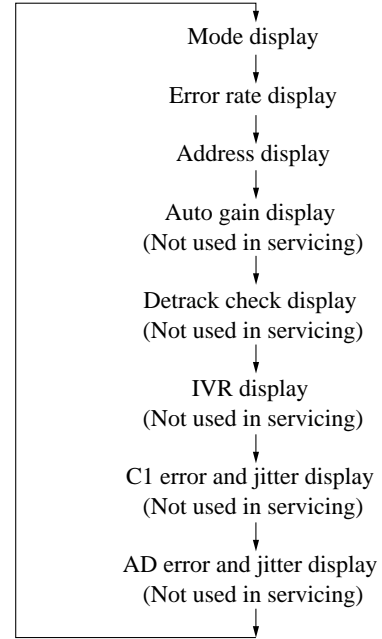 Mode display
Error rate display
Address display
Auto gain display
(Not used in servicing)
Detrack check display
(Not used in servicing)
IVR display
(Not used in servicing)
C1 error and jitter display
(Not used in servicing)
AD error and jitter display
(Not used in servicing)